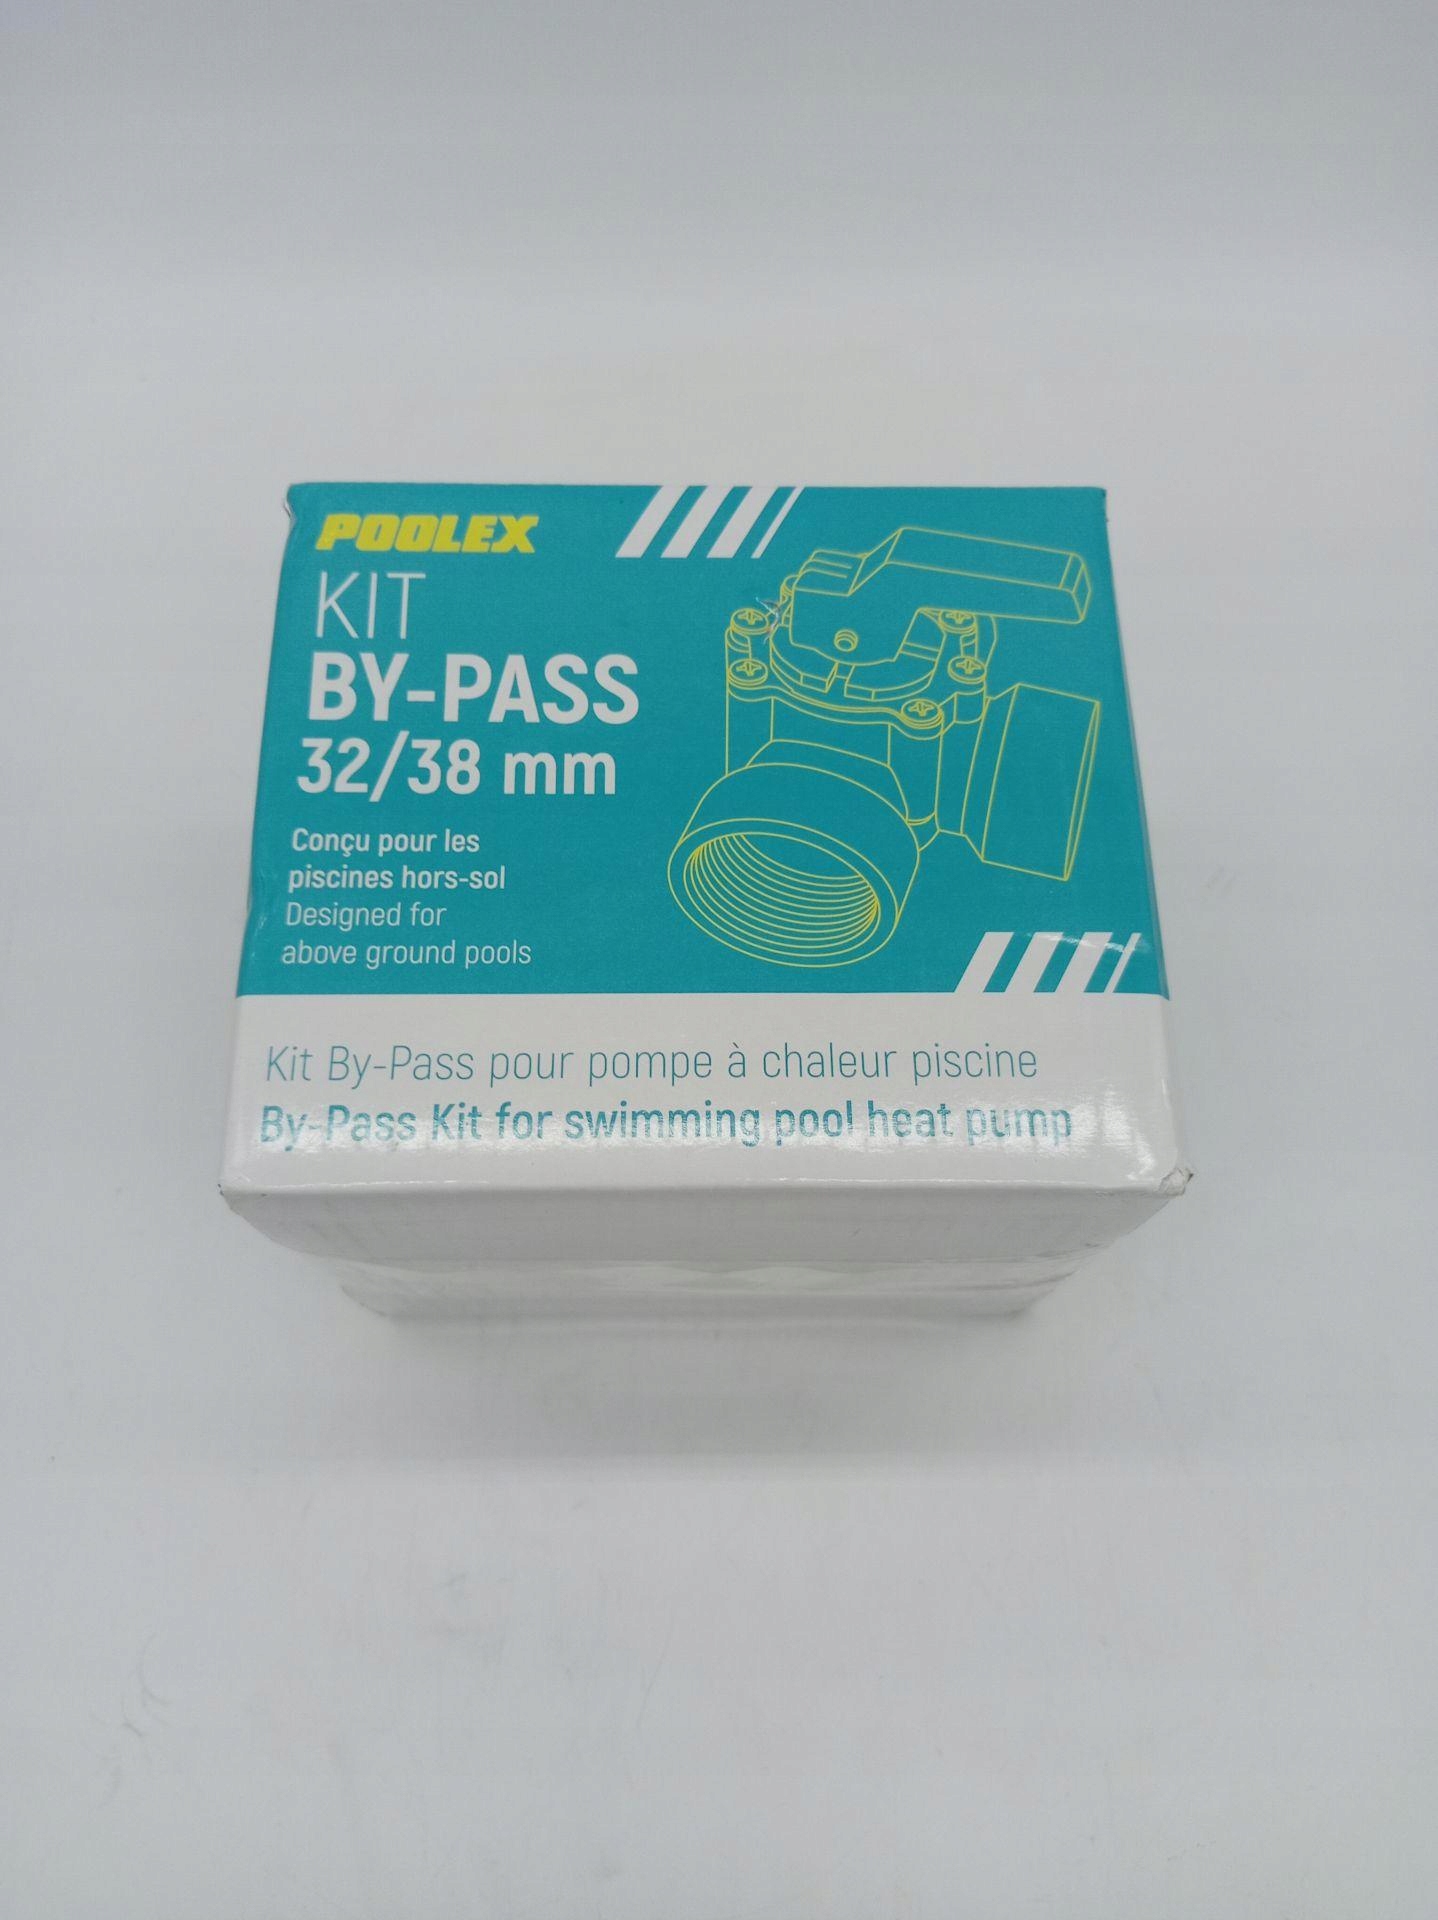 POOLEX
KIT
BY-PASS
32/38 mm
Conçu pour les
piscines hors-sol
Designed for
above ground pools
Kit By-Pass pour pompe à chaleur piscine
By-Pass Kit for swimming pool heat pump